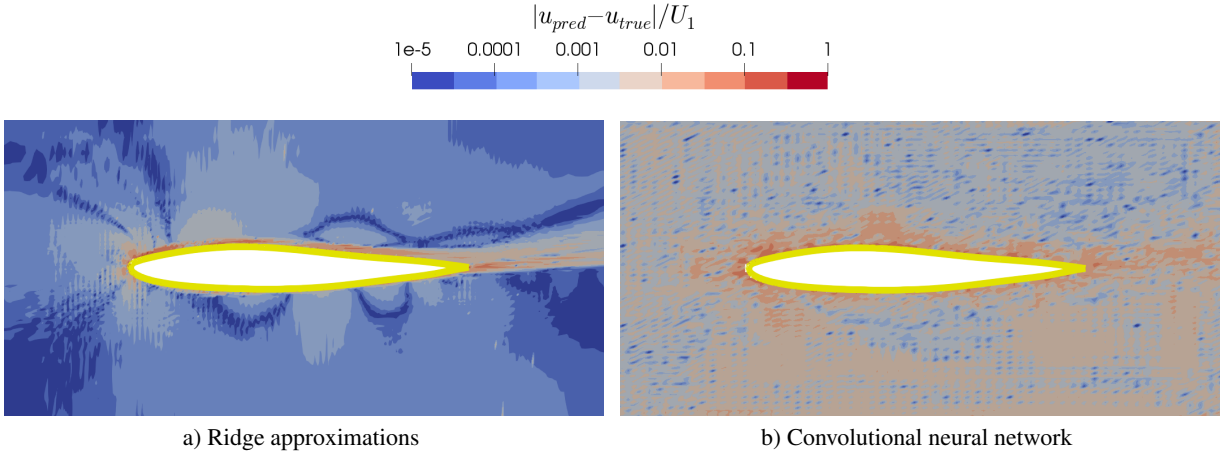 |u_pred−u_true|/U_1
1e-5 0.0001 0.001 0.01 0.1 1
a) Ridge approximations
b) Convolutional neural network